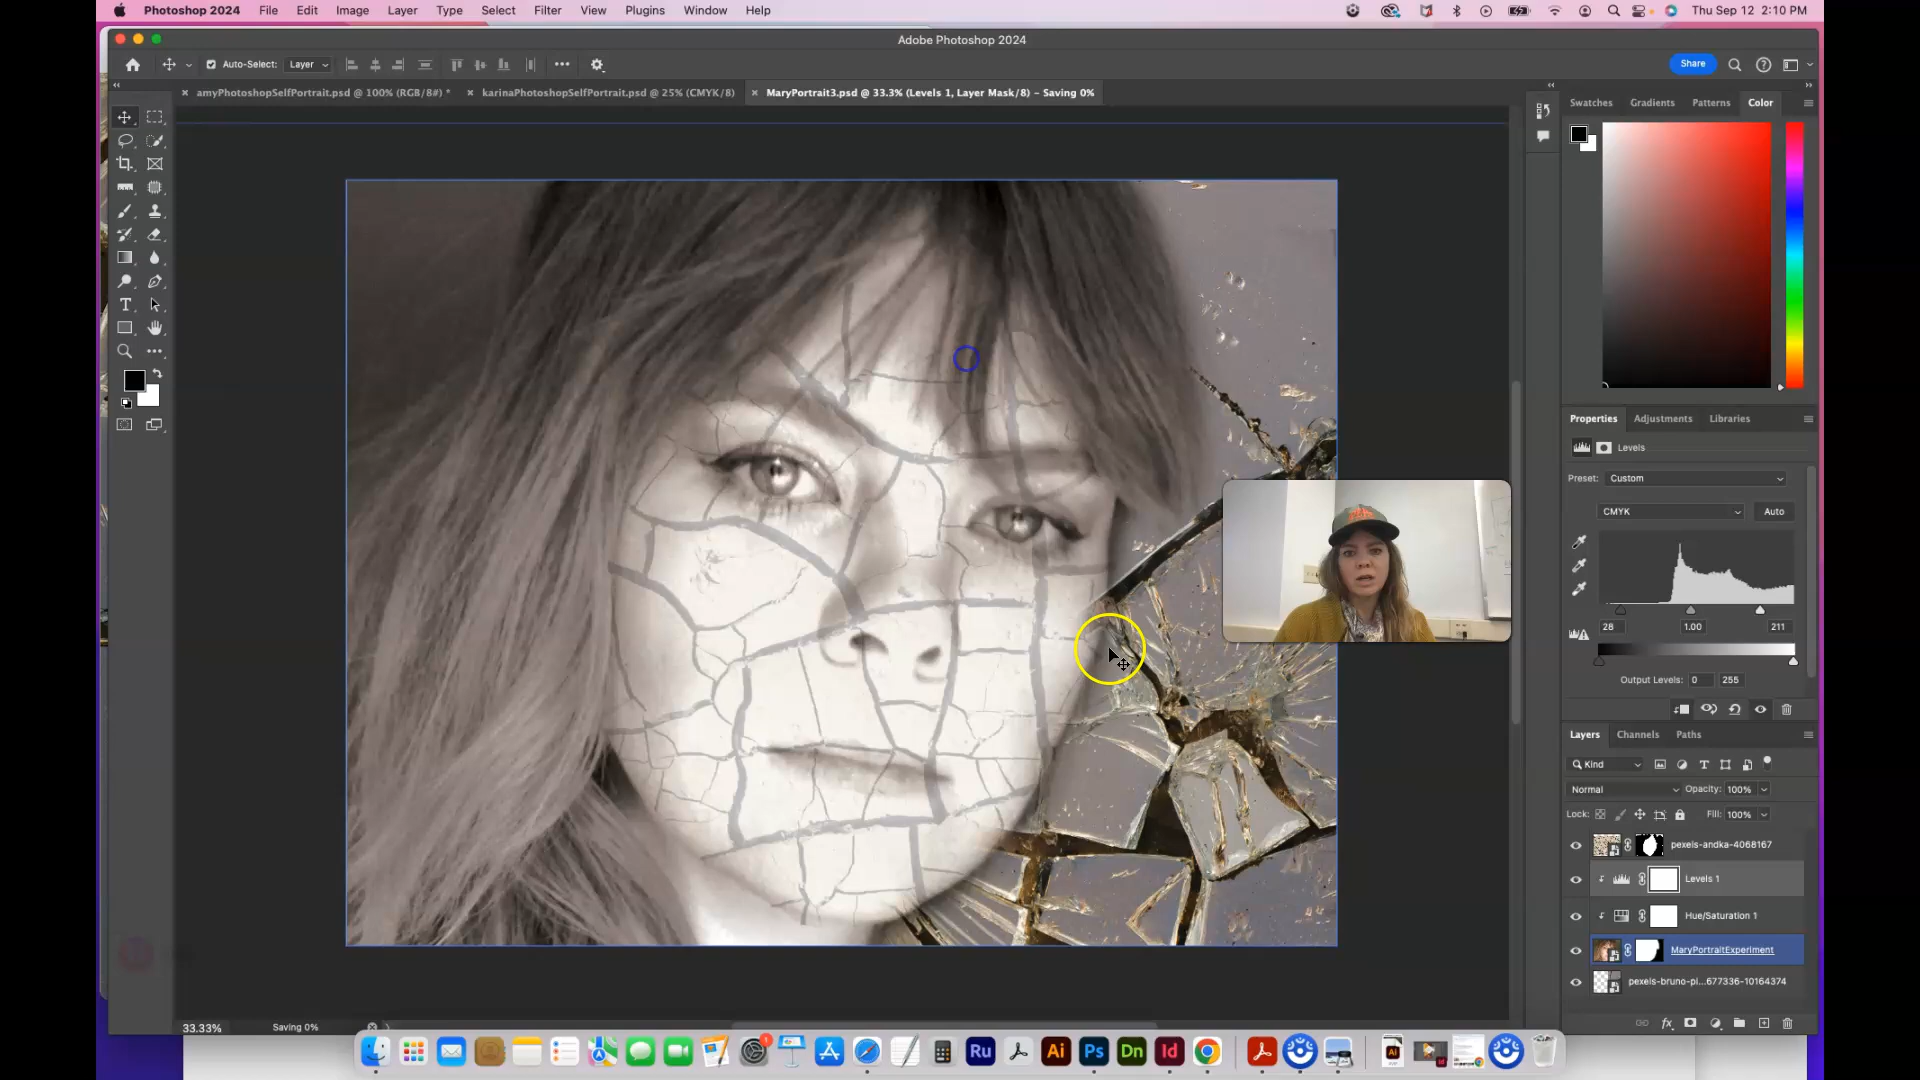 Photoshop 2024 File Edit Image Layer Type Select Filter View Plugins Window Help Thu Sep 12 2:10 PM
Adobe Photoshop 2024
Auto-Select: Layer Share
amyPhotoshopSelfPortrait.psd @ 100% (RGB/8#) * karinaPhotoshopSelfPortrait.psd @ 25% (CMYK/8) MaryPortrait3.psd @ 33.3% (Levels 1, Layer Mask/8) – Saving 0%
Swatches Gradients Patterns Color
Properties Adjustments Libraries
Levels
Preset: Custom
CMYK Auto
28 1.00 211
Output Levels: 0 255
Layers Channels Paths
Kind
Normal Opacity: 100%
Lock: Fill: 100%
pexels-andka-4068167
Levels 1
Hue/Saturation 1
MaryPortraitExperiment
pexels-bruno-pi...677336-10164374
33.33% Saving 0%
Ru Ai Ps Dn Id